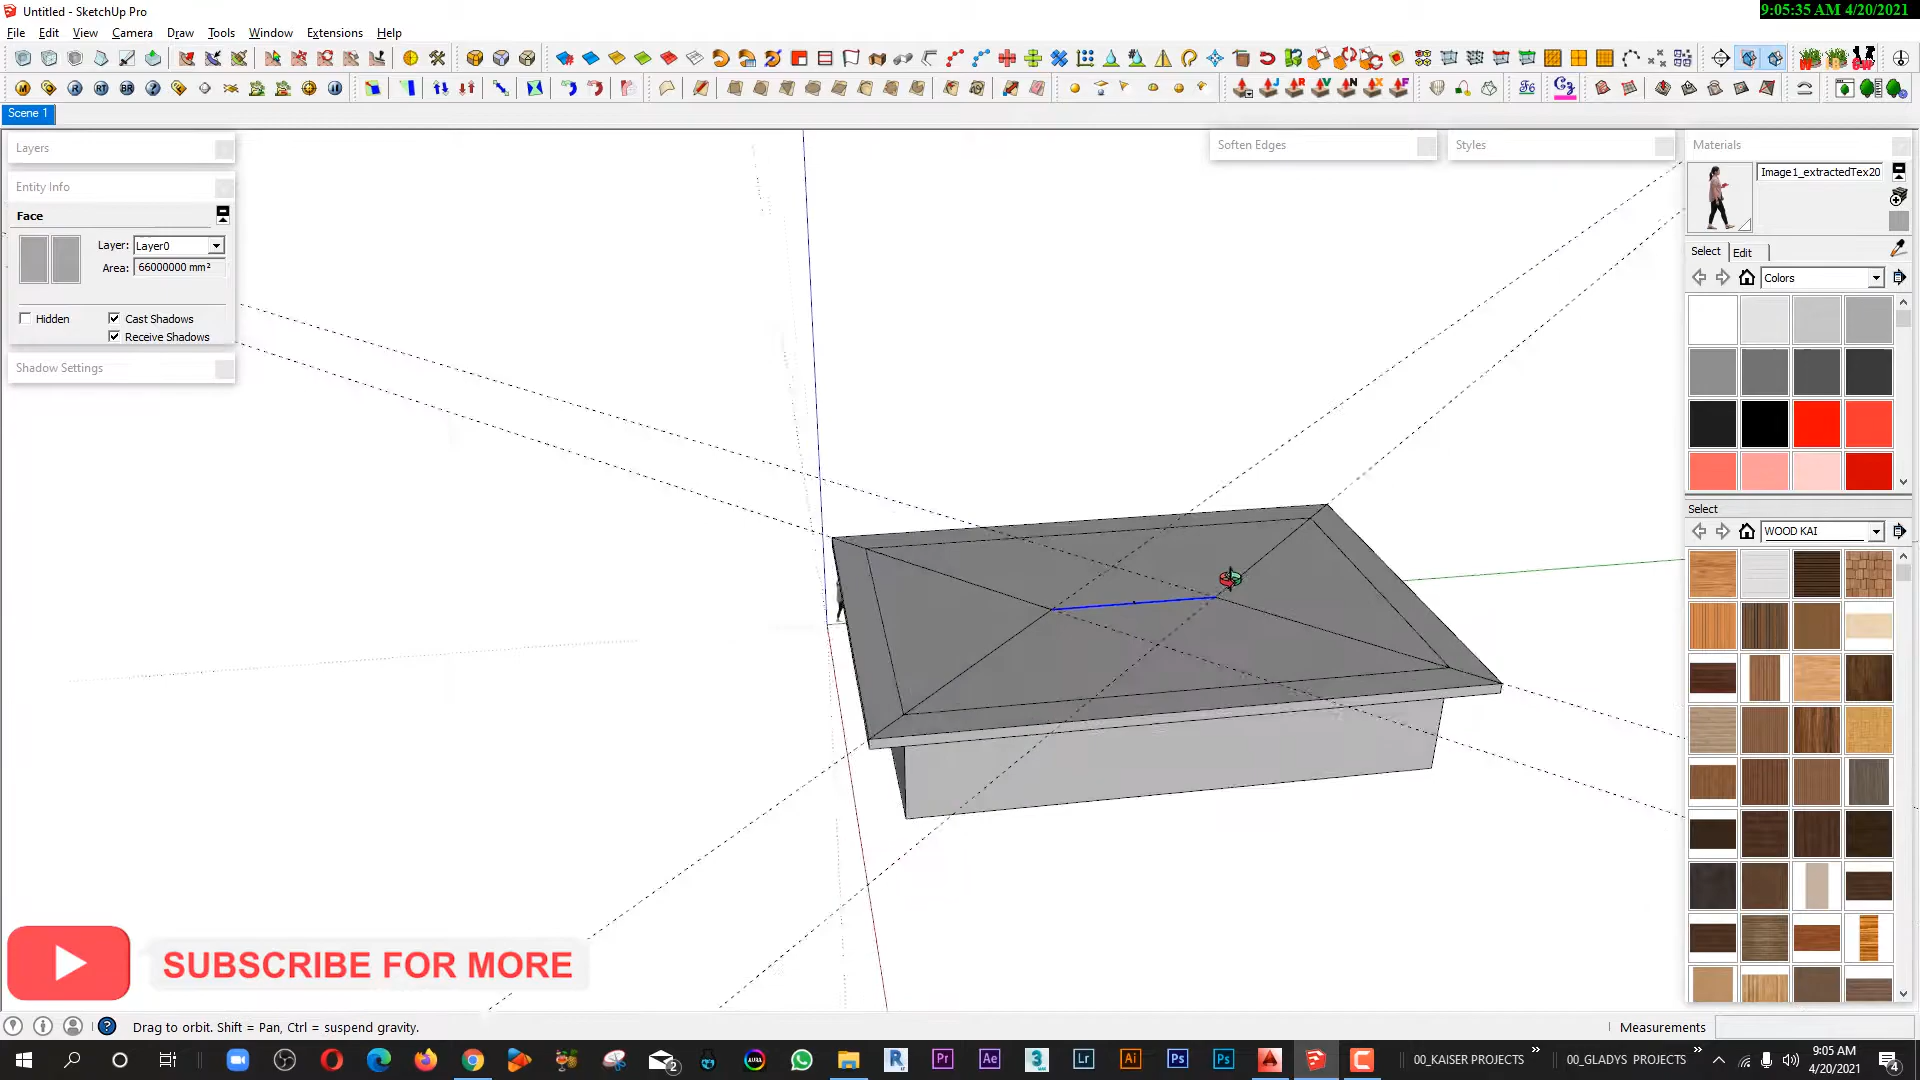 Untitled - SketchUp Pro
9:05:35 AM 4/20/2021
File Edit View Camera Draw Tools Window Extensions Help
Scene 1
Layers
Soften Edges
Styles
Materials
Image1_extractedTex20
Entity Info
Face
Layer: Layer0
Area: 66000000 mm²
Hidden
Cast Shadows
Receive Shadows
Shadow Settings
Select Edit
Colors
Select
WOOD KAI
SUBSCRIBE FOR MORE
Drag to orbit. Shift = Pan, Ctrl = suspend gravity.
Measurements
00_KAISER PROJECTS
00_GLADYS PROJECTS
9:05 AM
4/20/2021